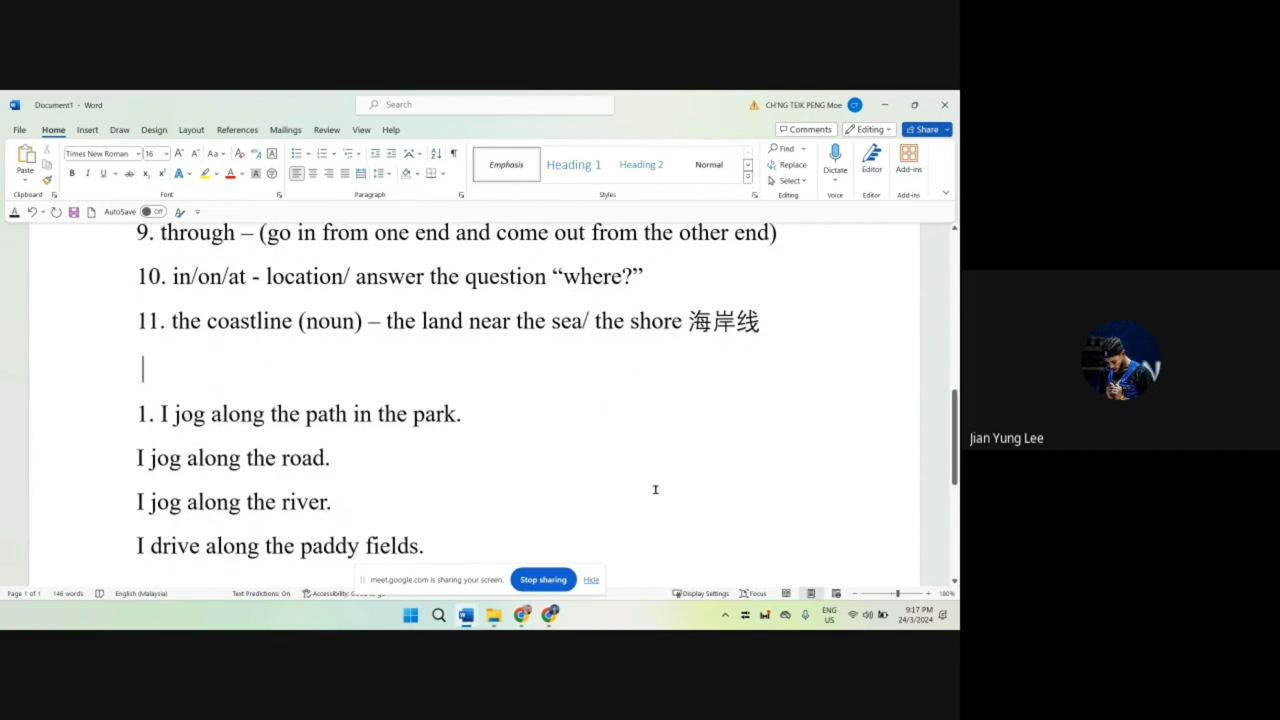 Document1 - Word
Search
CH'NG TEIK PENG Moe
CT
File Home Insert Draw Design Layout References Mailings Review View Help
Comments Editing Share
Paste
Times New Roman 16
Emphasis Heading 1 Heading 2 Normal
Find
Replace
Select
Dictate Editor Add-ins
Clipboard Font Paragraph Styles Editing Voice Editor Add-ins
AutoSave Off
9. through – (go in from one end and come out from the other end)
10. in/on/at - location/ answer the question “where?”
11. the coastline (noun) – the land near the sea/ the shore 海岸线
1. I jog along the path in the park.
I jog along the road.
I jog along the river.
I drive along the paddy fields.
Jian Yung Lee
meet.google.com is sharing your screen. Stop sharing Hide
Page 1 of 1 146 words English (Malaysia) Text Predictions: On Display Settings Focus 180%
ENG
US
9:17 PM
24/3/2024